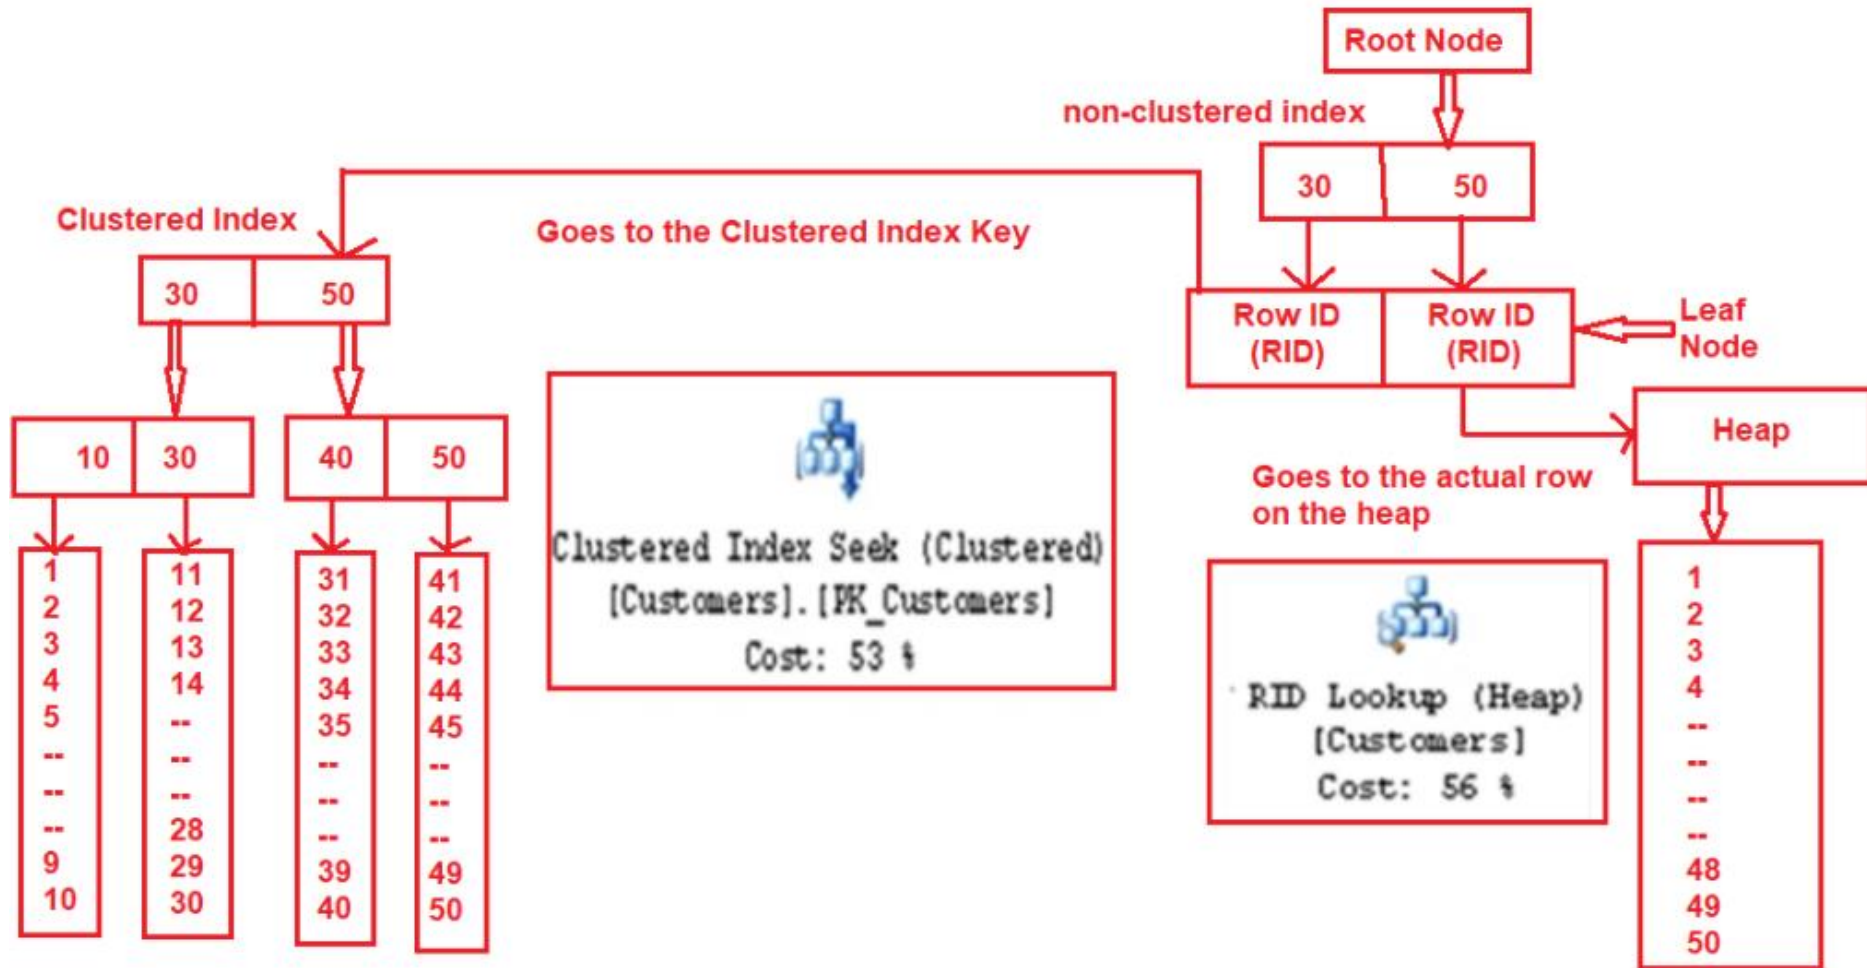 Root Node
non-clustered index
30 50
Clustered Index
Goes to the Clustered Index Key
30 50
Row ID
(RID)
Row ID
(RID)
Leaf
Node
10 30
40 50
Heap
Goes to the actual row
on the heap
1
2
3
4
5
--
--
--
9
10
11
12
13
14
--
--
--
28
29
30
31
32
33
34
35
--
--
--
39
40
41
42
43
44
45
--
--
--
49
50
Clustered Index Seek (Clustered)
[Customers].[PK_Customers]
Cost: 53 %
RID Lookup (Heap)
[Customers]
Cost: 56 %
1
2
3
4
--
--
--
--
48
49
50